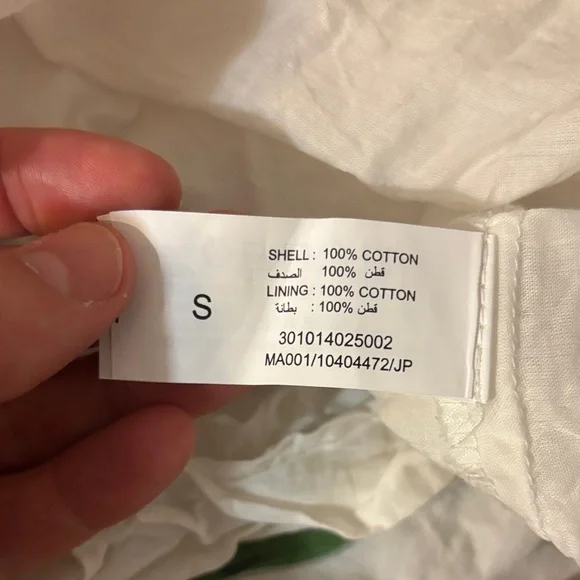 SHELL : 100% COTTON
الصدف 100% قطن
LINING : 100% COTTON
بطانة : 100% قطن
S
301014025002
MA001/10404472/JP